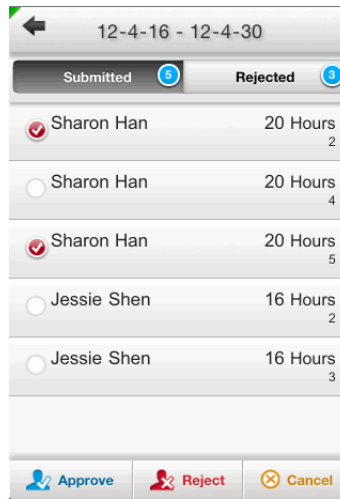 12-4-16 - 12-4-30
Submitted 5 Rejected 3
Sharon Han 20 Hours
2
Sharon Han 20 Hours
4
Sharon Han 20 Hours
5
Jessie Shen 16 Hours
2
Jessie Shen 16 Hours
3
Approve Reject Cancel